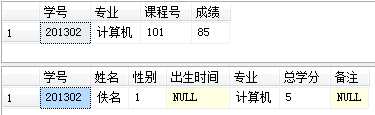 学号 专业 课程号 成绩
1 201302 计算机 101 85
学号 姓名 性别 出生时间 专业 总学分 备注
1 201302 佚名 1 NULL 计算机 5 NULL